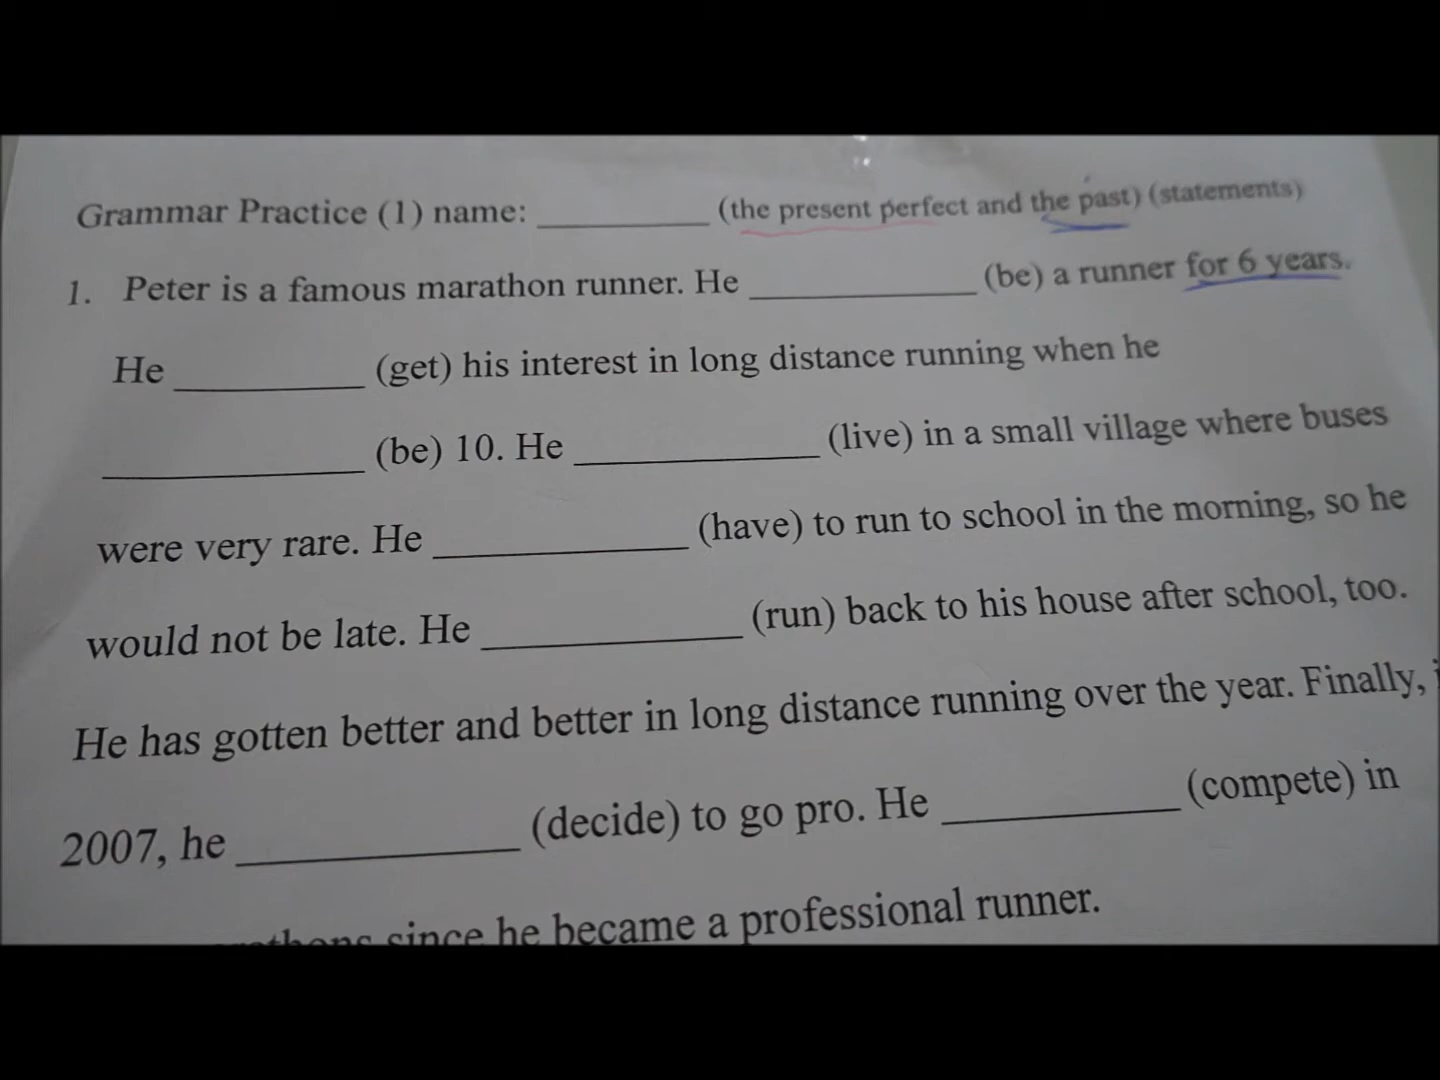 Grammar Practice (1) name: __________ (the present perfect and the past) (statements)
1. Peter is a famous marathon runner. He ____________ (be) a runner for 6 years.
He __________ (get) his interest in long distance running when he
______________ (be) 10. He _____________ (live) in a small village where buses
were very rare. He _____________ (have) to run to school in the morning, so he
would not be late. He _____________ (run) back to his house after school, too.
He has gotten better and better in long distance running over the year. Finally,
2007, he ______________ (decide) to go pro. He ____________ (compete) in
since he became a professional runner.